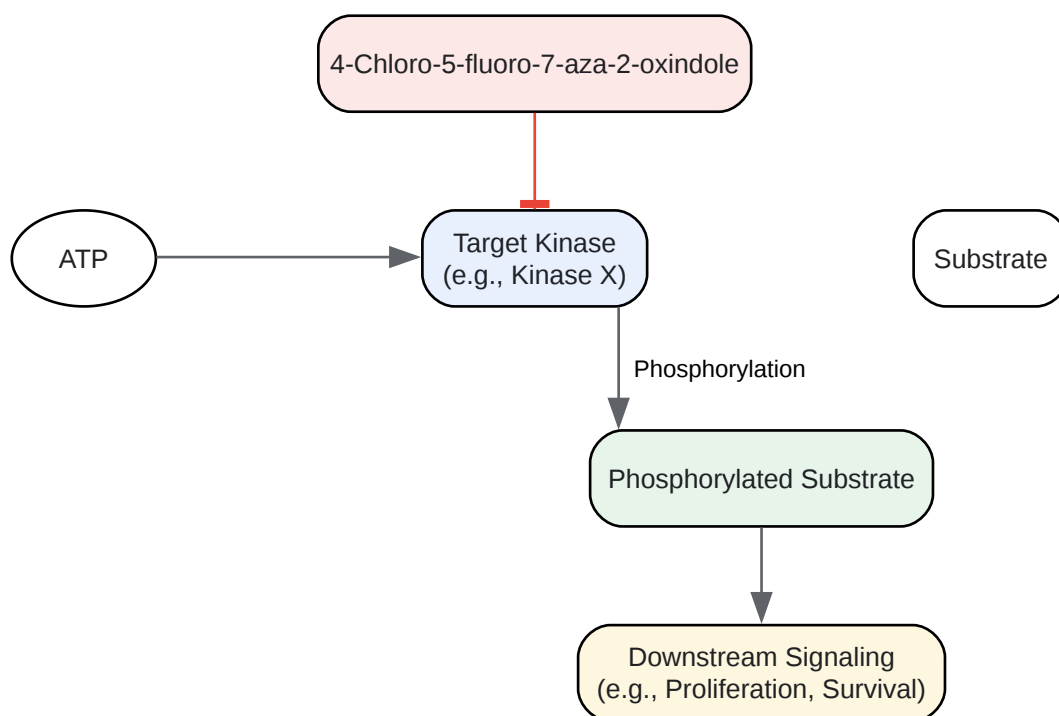 4-Chloro-5-fluoro-7-aza-2-oxindole
ATP
Target Kinase
(e.g., Kinase X)
Substrate
Phosphorylation
Phosphorylated Substrate
Downstream Signaling
(e.g., Proliferation, Survival)